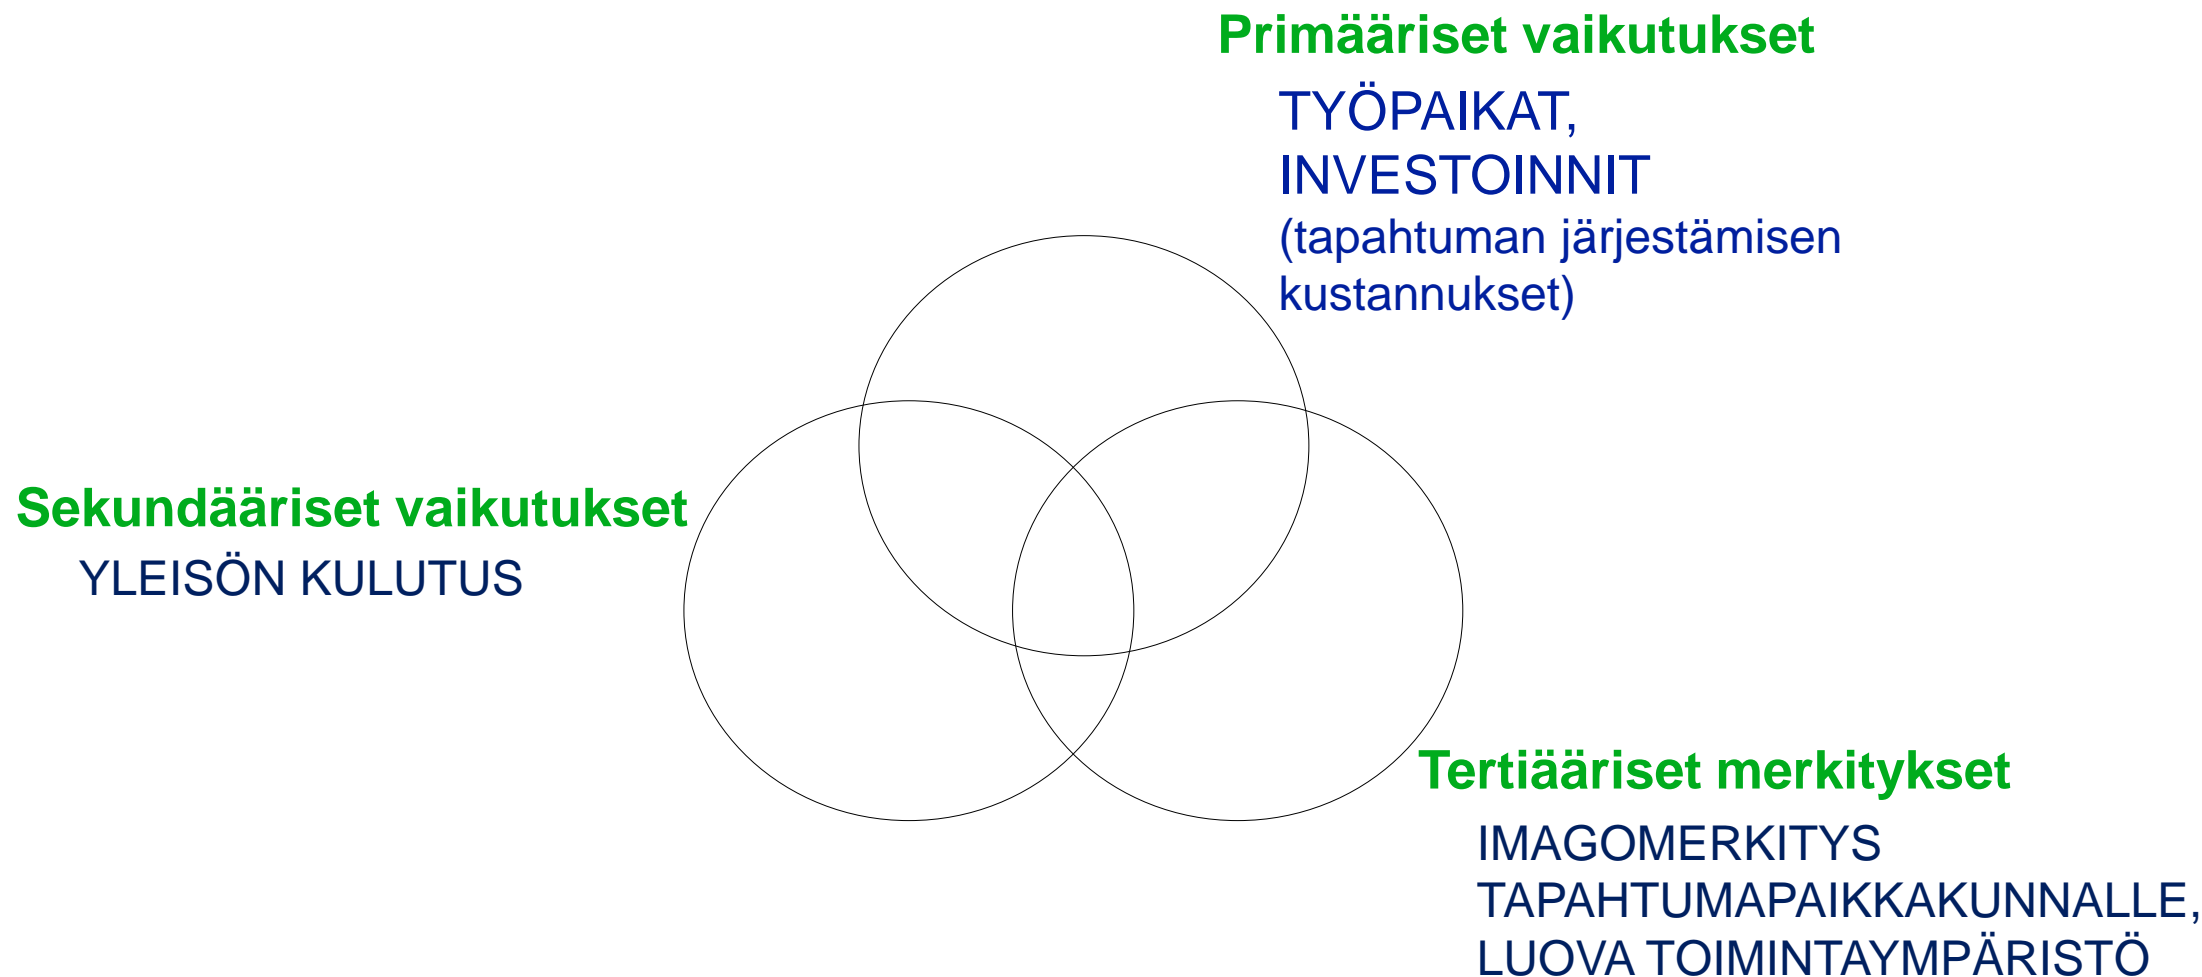 Primääriset vaikutukset
TYÖPAIKAT,
INVESTOINNIT
(tapahtuman järjestämisen
kustannukset)
Sekundääriset vaikutukset
YLEISÖN KULUTUS
Tertiääriset merkitykset
IMAGOMERKITYS
TAPAHTUMAPAIKKAKUNNALLE,
LUOVA TOIMINTAYMPÄRISTÖ